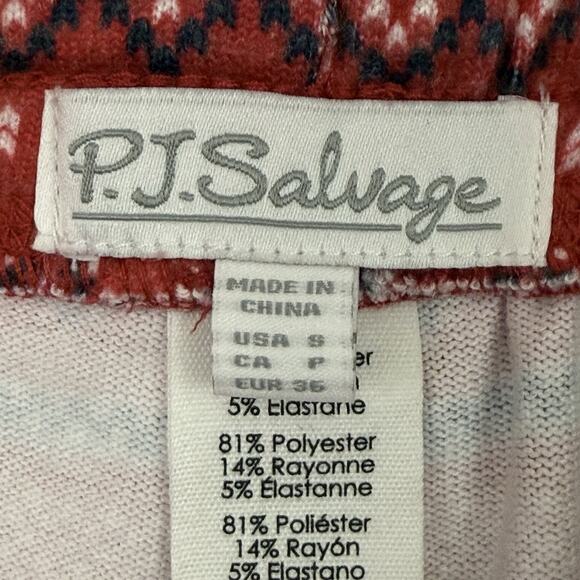 P.J.Salvage
MADE IN
CHINA
USA S
CA P
EUR 36
5% Elastane
81% Polyester
14% Rayonne
5% Élastanne
81% Poliéster
14% Rayón
5% Elastano